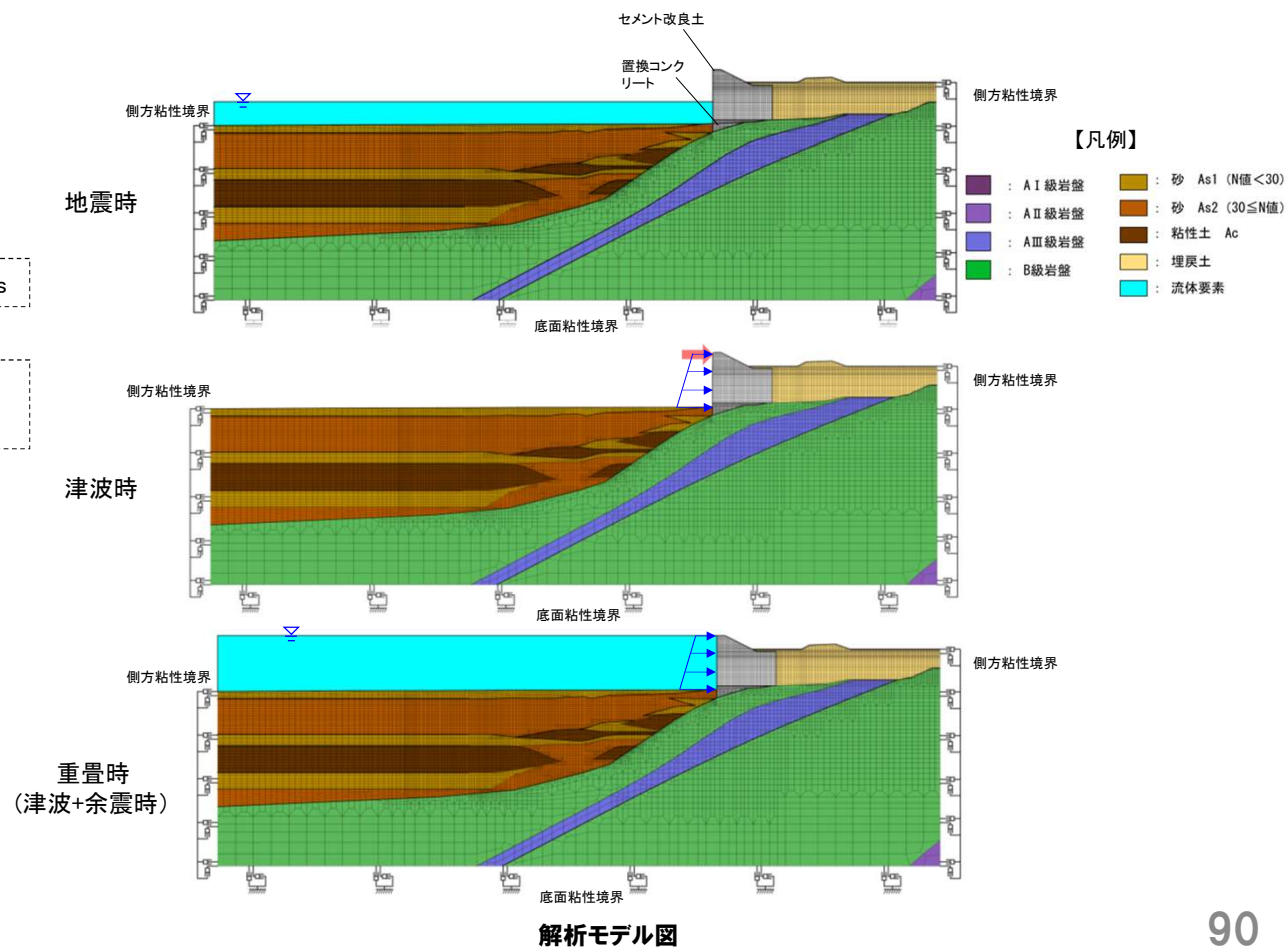 セメント改良土
置換コンク
リート
側方粘性境界
側方粘性境界
地震時
底面粘性境界
【凡例】
： AⅠ級岩盤
： AⅡ級岩盤
： AⅢ級岩盤
： B級岩盤
： 砂 As1（N値＜30）
： 砂 As2（30≦N値）
： 粘性土 Ac
： 埋戻土
： 流体要素
s
側方粘性境界
側方粘性境界
津波時
底面粘性境界
側方粘性境界
側方粘性境界
重畳時
（津波+余震時）
底面粘性境界
解析モデル図
90